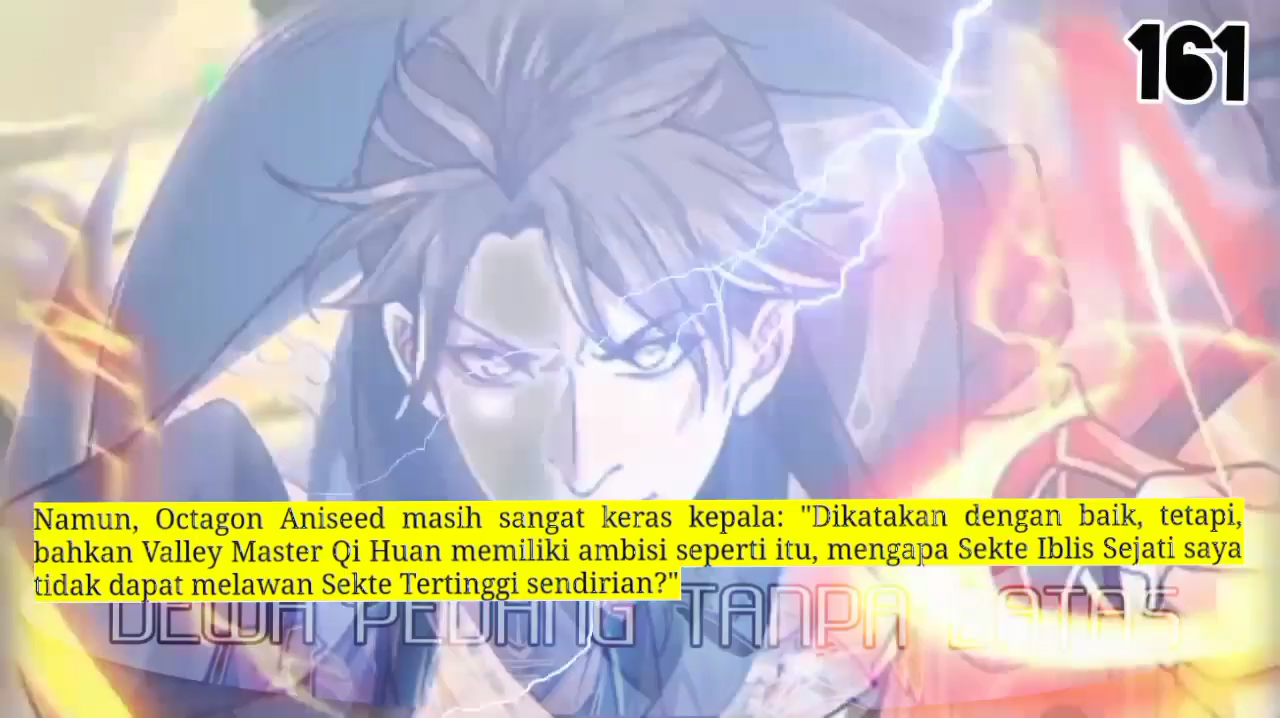 161
Namun, Octagon Aniseed masih sangat keras kepala: "Dikatakan dengan baik, tetapi,
bahkan Valley Master Qi Huan memiliki ambisi seperti itu, mengapa Sekte Iblis Sejati saya
tidak dapat melawan Sekte Tertinggi sendirian?"
DEWA PEDANG TANPA BATAS